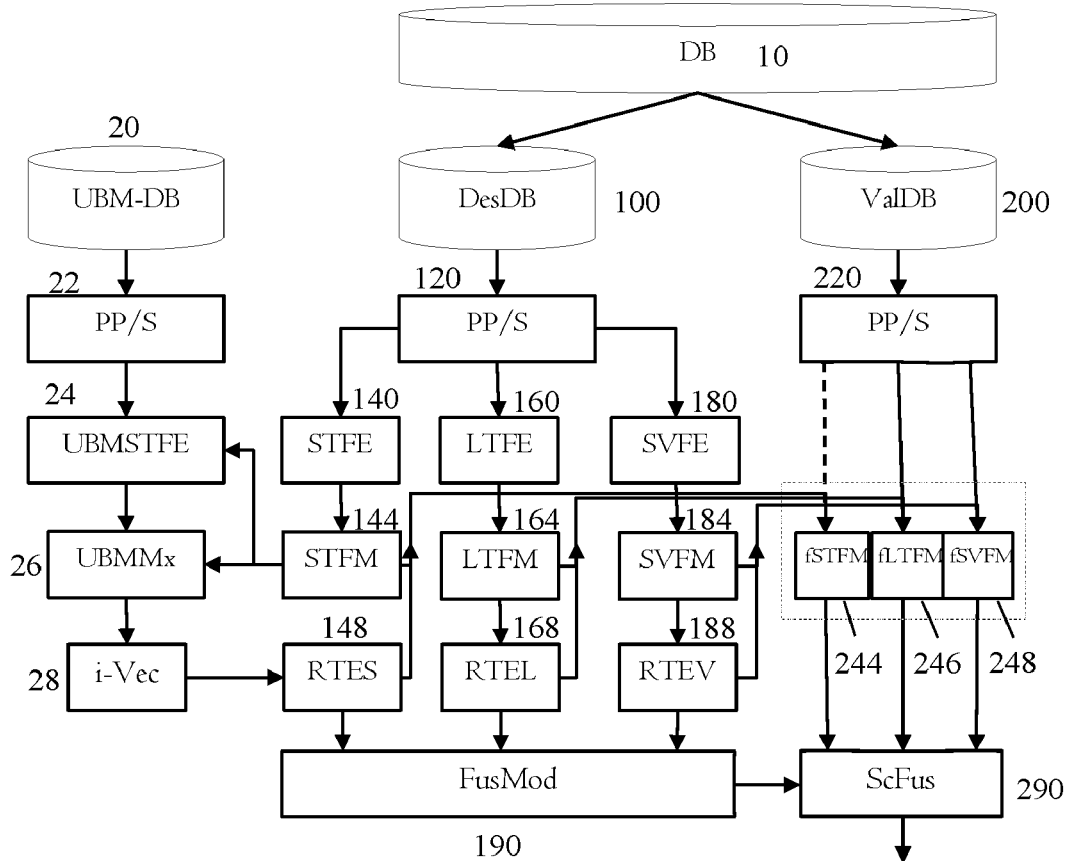 DB 10
20
UBM-DB
DesDB
100
ValDB
200
22
120
220
PP/S
PP/S
PP/S
24
140
160
180
UBMSTFE
STFE
LTFE
SVFE
144
164
184
26
UBMMx
STFM
LTFM
SVFM
fSTFM
fLTFM
fSVFM
148
168
188
244
246
248
28
i-Vec
RTES
RTEL
RTEV
FusMod
ScFus
290
190